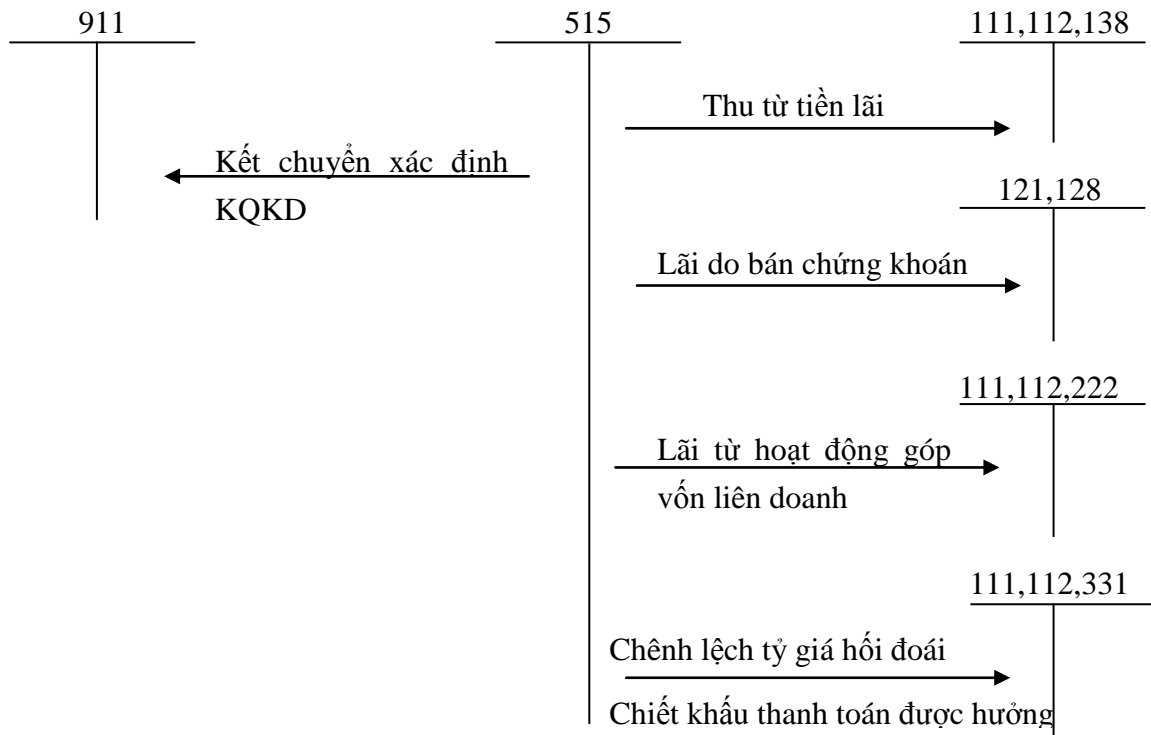 911
515
111,112,138
Thu từ tiền lãi
Kết chuyển xác định
KQKD
121,128
Lãi do bán chứng khoán
111,112,222
Lãi từ hoạt động góp
vốn liên doanh
111,112,331
Chênh lệch tỷ giá hối đoái
Chiết khấu thanh toán được hưởng